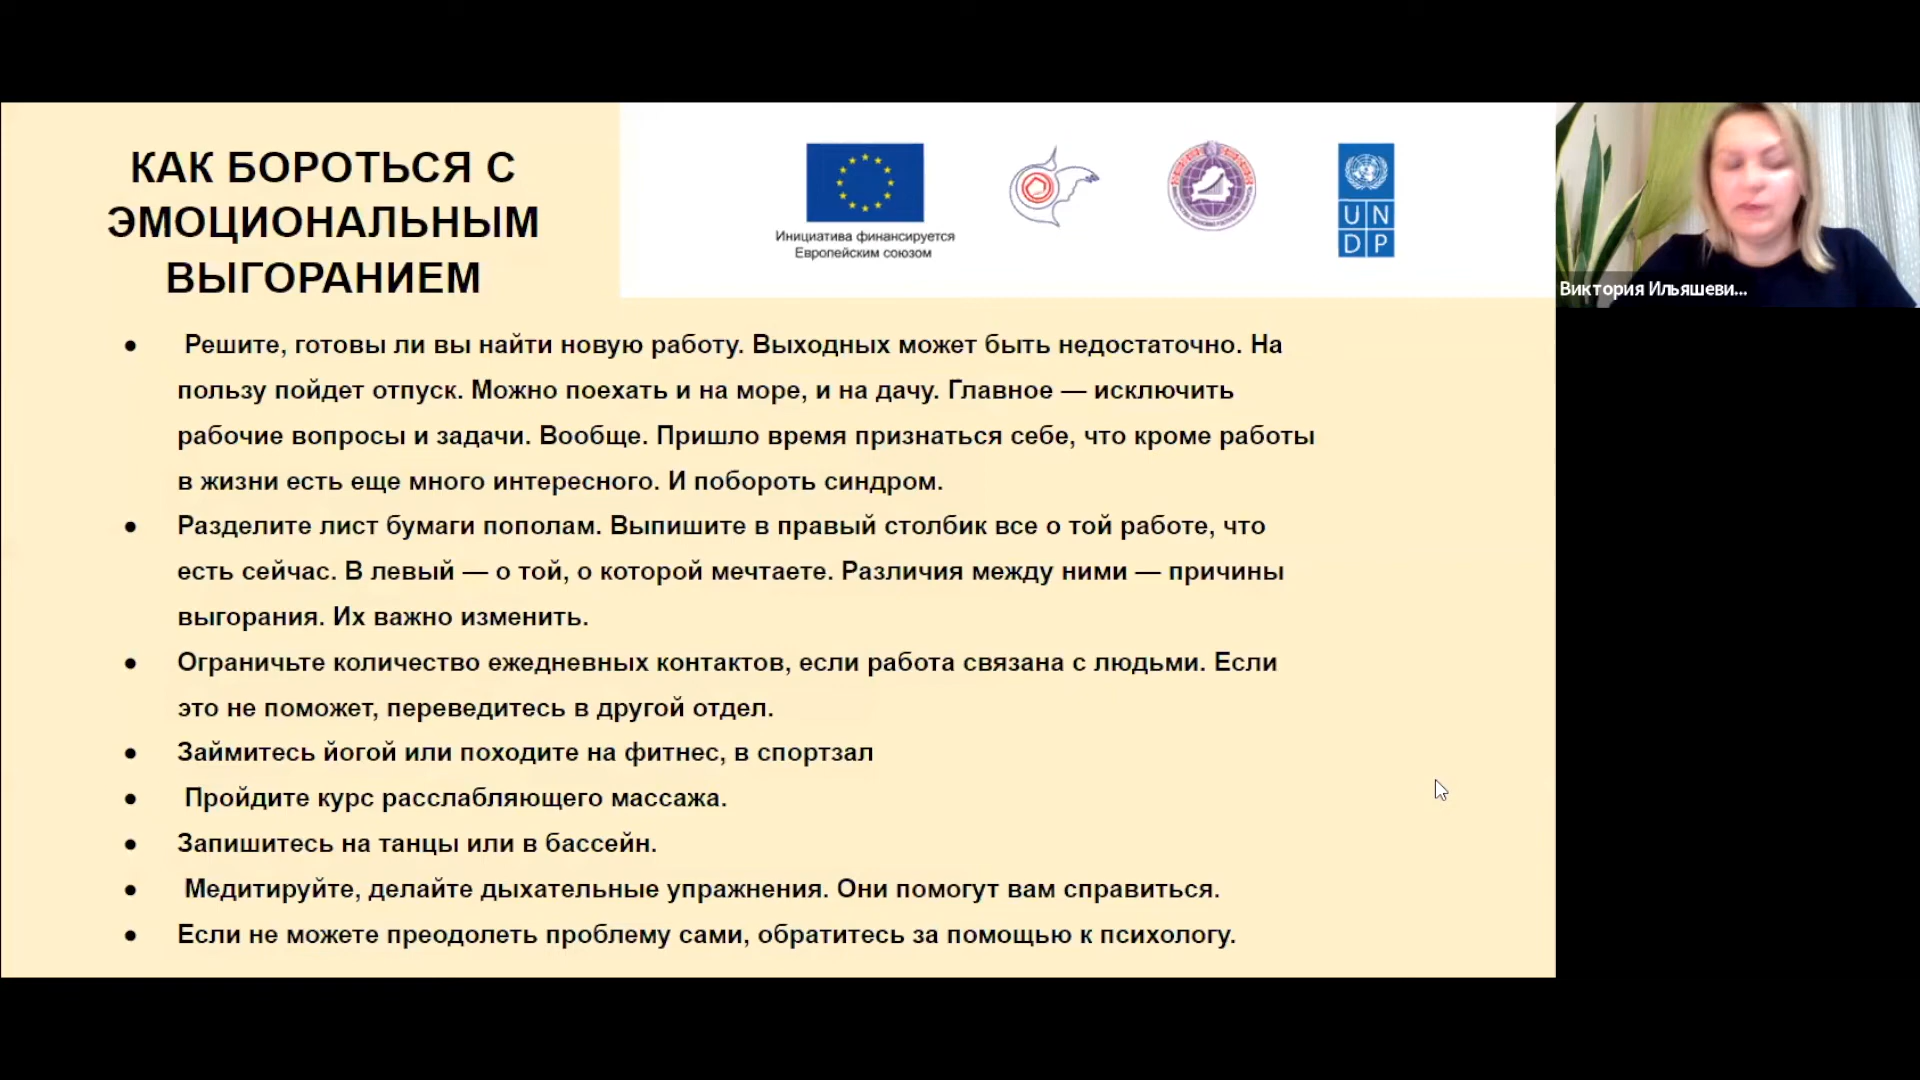 КАК БОРОТЬСЯ С
ЭМОЦИОНАЛЬНЫМ
ВЫГОРАНИЕМ
Инициатива финансируется
Европейским союзом
UN
DP
Виктория Ильяшеви...
● Решите, готовы ли вы найти новую работу. Выходных может быть недостаточно. На
пользу пойдет отпуск. Можно поехать и на море, и на дачу. Главное — исключить
рабочие вопросы и задачи. Вообще. Пришло время признаться себе, что кроме работы
в жизни есть еще много интересного. И побороть синдром.
● Разделите лист бумаги пополам. Выпишите в правый столбик все о той работе, что
есть сейчас. В левый — о той, о которой мечтаете. Различия между ними — причины
выгорания. Их важно изменить.
● Ограничьте количество ежедневных контактов, если работа связана с людьми. Если
это не поможет, переведитесь в другой отдел.
● Займитесь йогой или походите на фитнес, в спортзал
● Пройдите курс расслабляющего массажа.
● Запишитесь на танцы или в бассейн.
● Медитируйте, делайте дыхательные упражнения. Они помогут вам справиться.
● Если не можете преодолеть проблему сами, обратитесь за помощью к психологу.